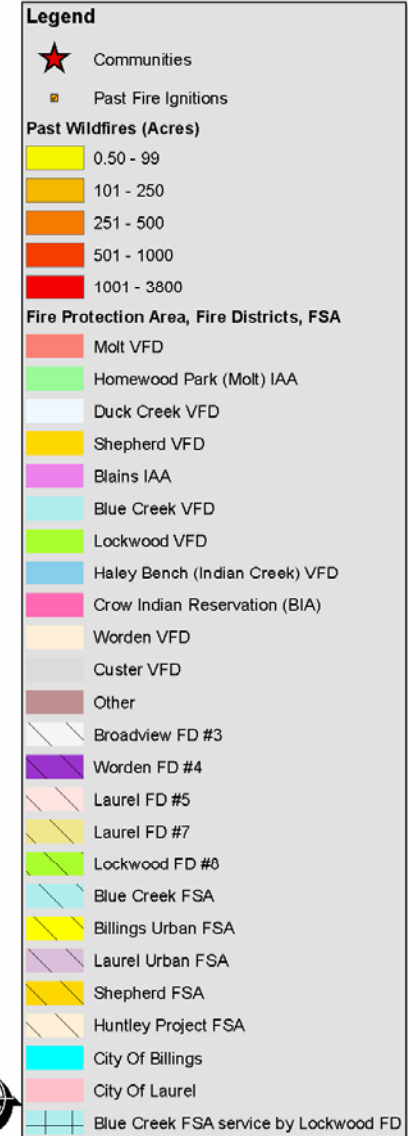 Legend
Communities
Past Fire Ignitions
Past Wildfires (Acres)
0.50 - 99
101 - 250
251 - 500
501 - 1000
1001 - 3800
Fire Protection Area, Fire Districts, FSA
Molt VFD
Homewood Park (Molt) IAA
Duck Creek VFD
Shepherd VFD
Blains IAA
Blue Creek VFD
Lockwood VFD
Haley Bench (Indian Creek) VFD
Crow Indian Reservation (BIA)
Worden VFD
Custer VFD
Other
Broadview FD #3
Worden FD #4
Laurel FD #5
Laurel FD #7
Lockwood FD #8
Blue Creek FSA
Billings Urban FSA
Laurel Urban FSA
Shepherd FSA
Huntley Project FSA
City Of Billings
City Of Laurel
Blue Creek FSA service by Lockwood FD